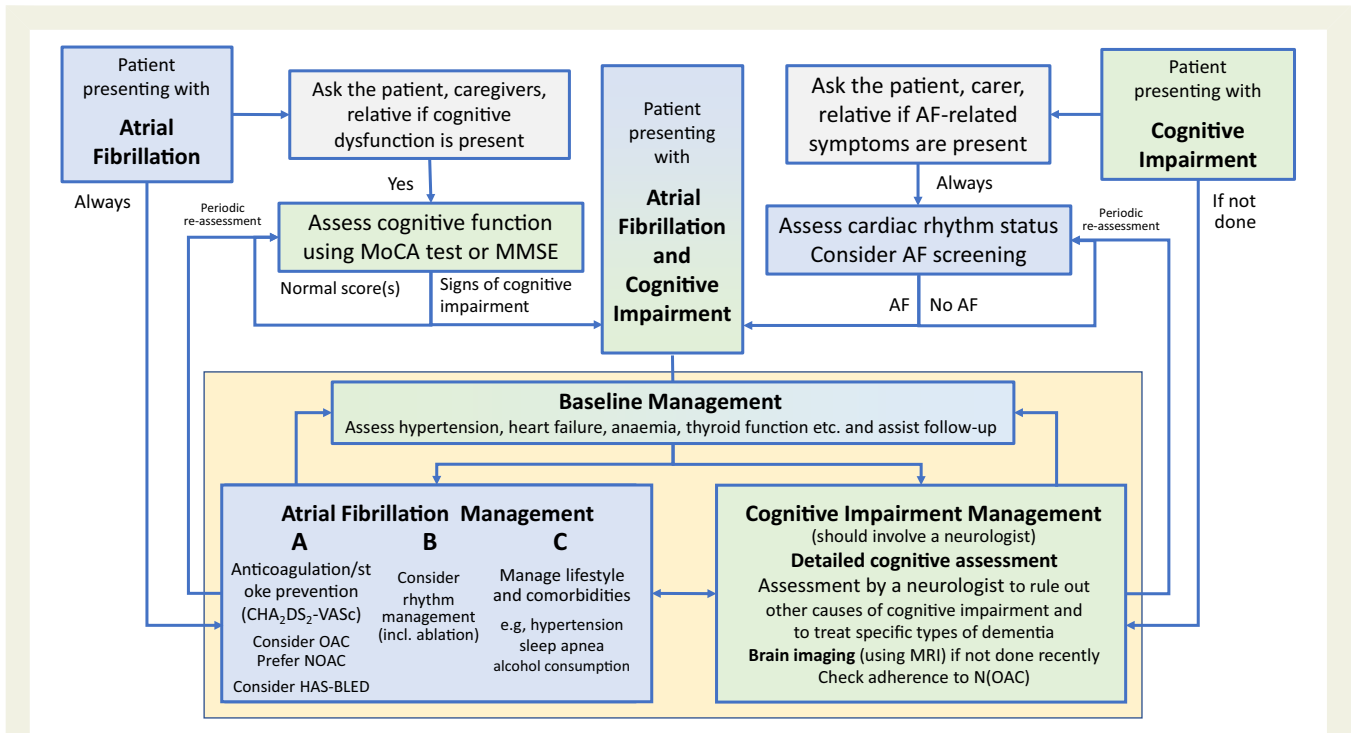 Patient
presenting with
Atrial
Fibrillation
Always
Ask the patient, caregivers,
relative if cognitive
dysfunction is present
Yes
Periodic
re-assessment
Assess cognitive function
using MoCA test or MMSE
Normal score(s)
Signs of cognitive
impairment
Patient
presenting
with
Atrial
Fibrillation
and
Cognitive
Impairment
Ask the patient, carer,
relative if AF-related
symptoms are present
Always
Assess cardiac rhythm status
Consider AF screening
AF
No AF
Periodic
re-assessment
Patient
presenting with
Cognitive
Impairment
If not
done
Baseline Management
Assess hypertension, heart failure, anaemia, thyroid function etc. and assist follow-up
Atrial Fibrillation Management
A
Anticoagulation/st
oke prevention
(CHA₂DS₂-VASc)
Consider OAC
Prefer NOAC
Consider HAS-BLED
B
Consider
rhythm
management
(incl. ablation)
C
Manage lifestyle
and comorbidities
e.g, hypertension
sleep apnea
alcohol consumption
Cognitive Impairment Management
(should involve a neurologist)
Detailed cognitive assessment
Assessment by a neurologist to rule out
other causes of cognitive impairment and
to treat specific types of dementia
Brain imaging (using MRI) if not done recently
Check adherence to N(OAC)